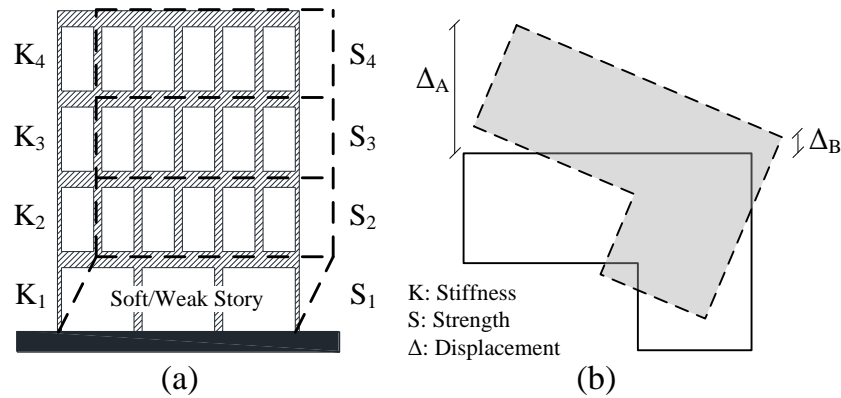 K4 S4
K3 S3
K2 S2
K1 Soft/Weak Story S1
(a)
ΔA
ΔB
K: Stiffness
S: Strength
Δ: Displacement
(b)